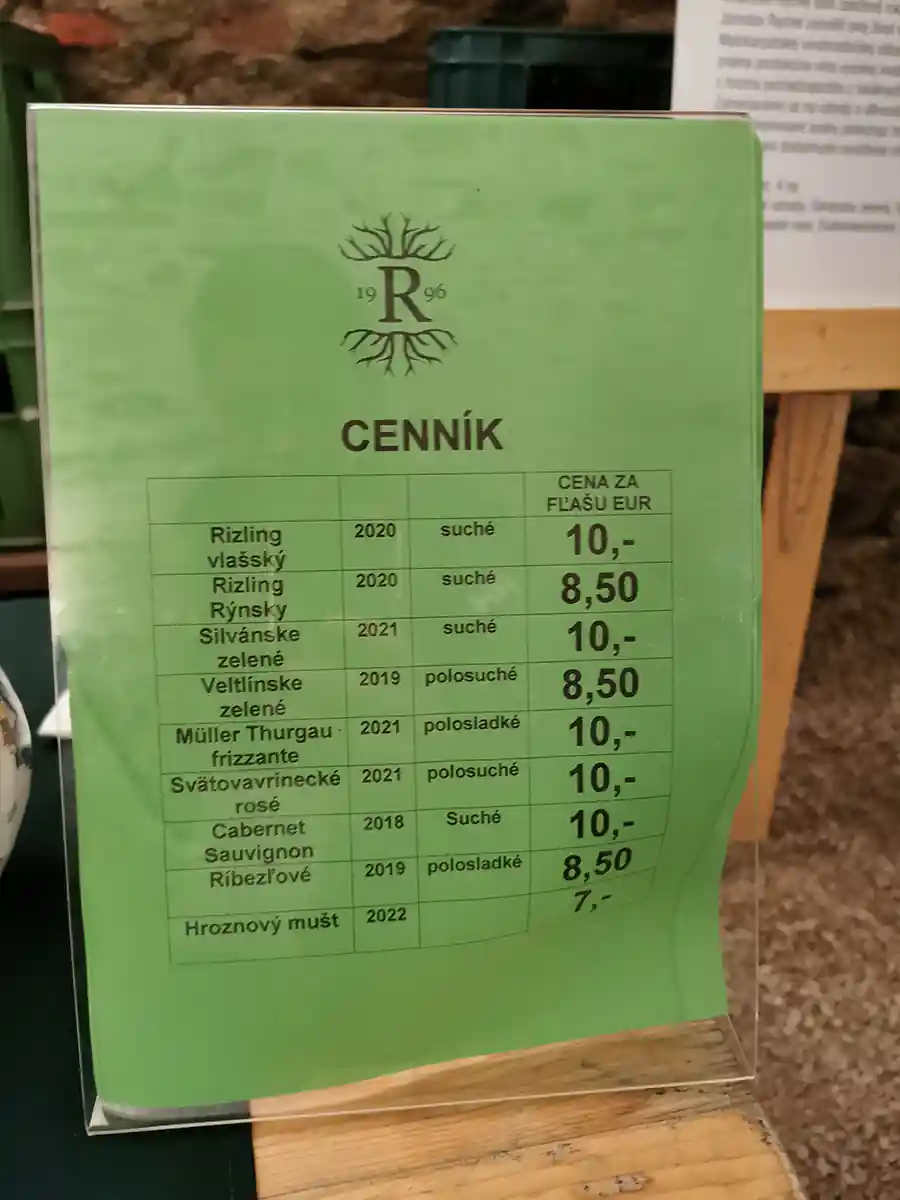 19 R 96
CENNÍK
CENA ZA
FĽAŠU EUR
Rizling vlašský 2020 suché 10,-
Rizling Rýnsky 2020 suché 8,50
Silvánske zelené 2021 suché 10,-
Veltlínske zelené 2019 polosuché 8,50
Müller Thurgau frizzante 2021 polosladké 10,-
Svätovavrinecké rosé 2021 polosuché 10,-
Cabernet Sauvignon 2018 Suché 10,-
Ríbezľové 2019 polosladké 8,50
Hroznový mušt 2022 7,-